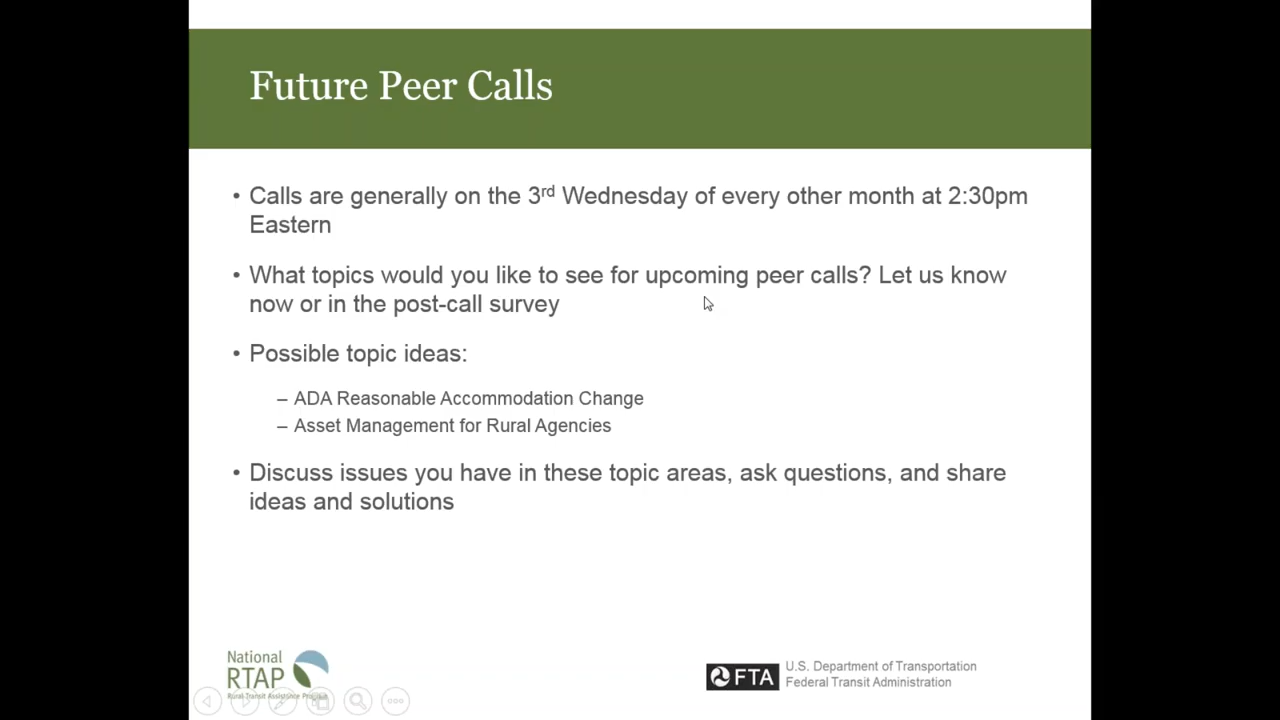 Future Peer Calls
• Calls are generally on the 3rd Wednesday of every other month at 2:30pm
Eastern
• What topics would you like to see for upcoming peer calls? Let us know
now or in the post-call survey
• Possible topic ideas:
– ADA Reasonable Accommodation Change
– Asset Management for Rural Agencies
• Discuss issues you have in these topic areas, ask questions, and share
ideas and solutions
National
RTAP
Rural Transit Assistance Program
FTA
U.S. Department of Transportation
Federal Transit Administration